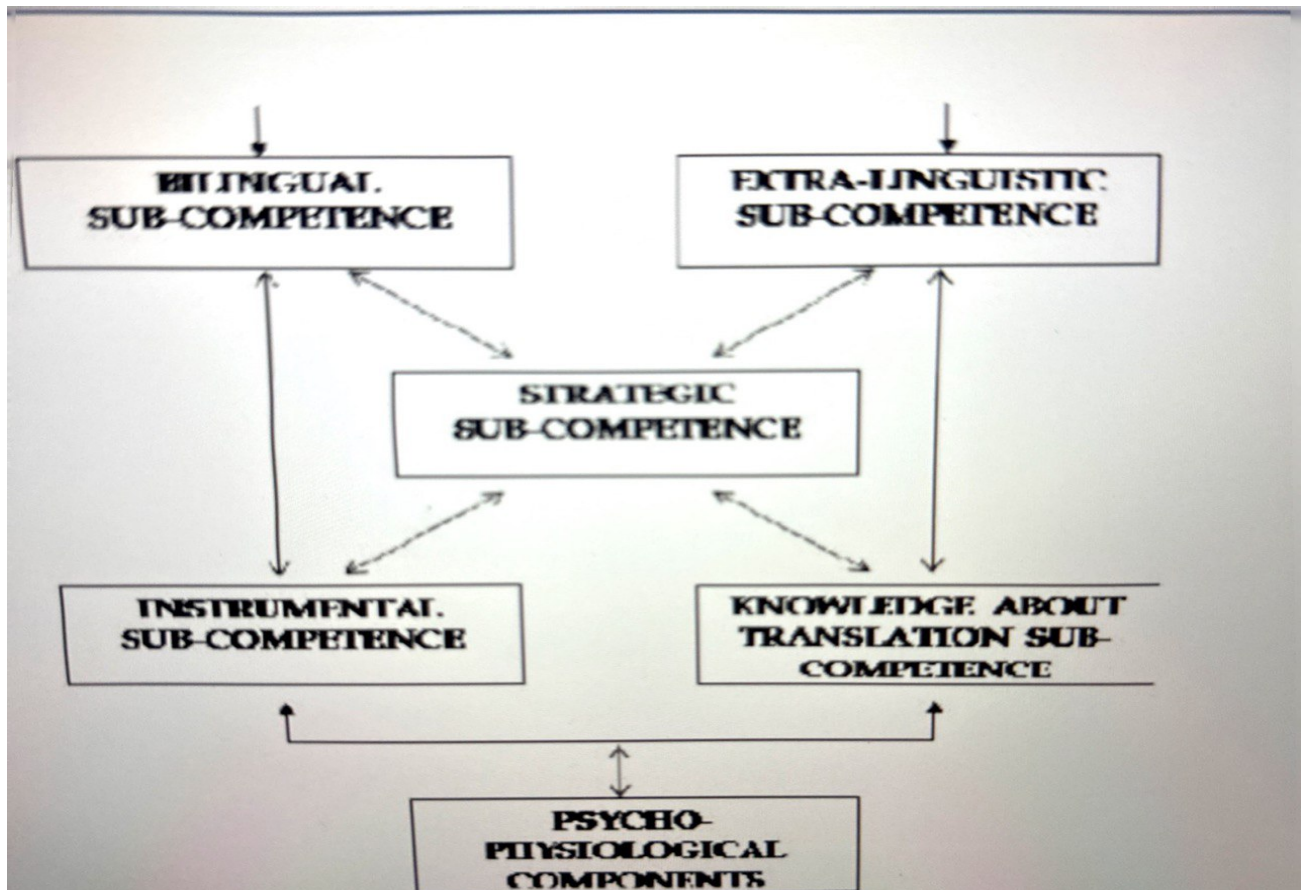 BILINGUAL
SUB-COMPETENCE
EXTRA-LINGUISTIC
SUB-COMPETENCE
STRATEGIC
SUB-COMPETENCE
INSTRUMENTAL
SUB-COMPETENCE
KNOWLEDGE ABOUT
TRANSLATION SUB-
COMPETENCE
PSYCHO-
PHYSIOLOGICAL
COMPONENTS